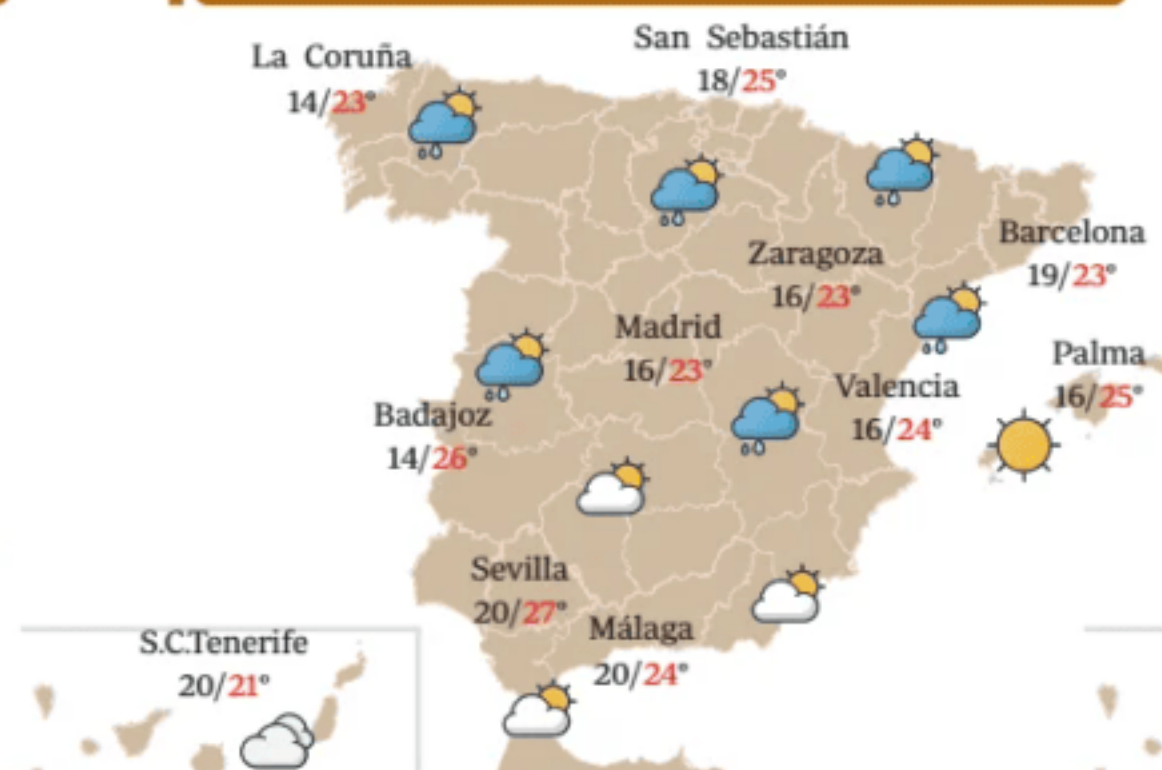 La Coruña
14/23°
San Sebastián
18/25°
Barcelona
19/23°
Zaragoza
16/23°
Madrid
16/23°
Palma
16/25°
Valencia
16/24°
Badajoz
14/26°
Sevilla
20/27°
Málaga
20/24°
S.C.Tenerife
20/21°